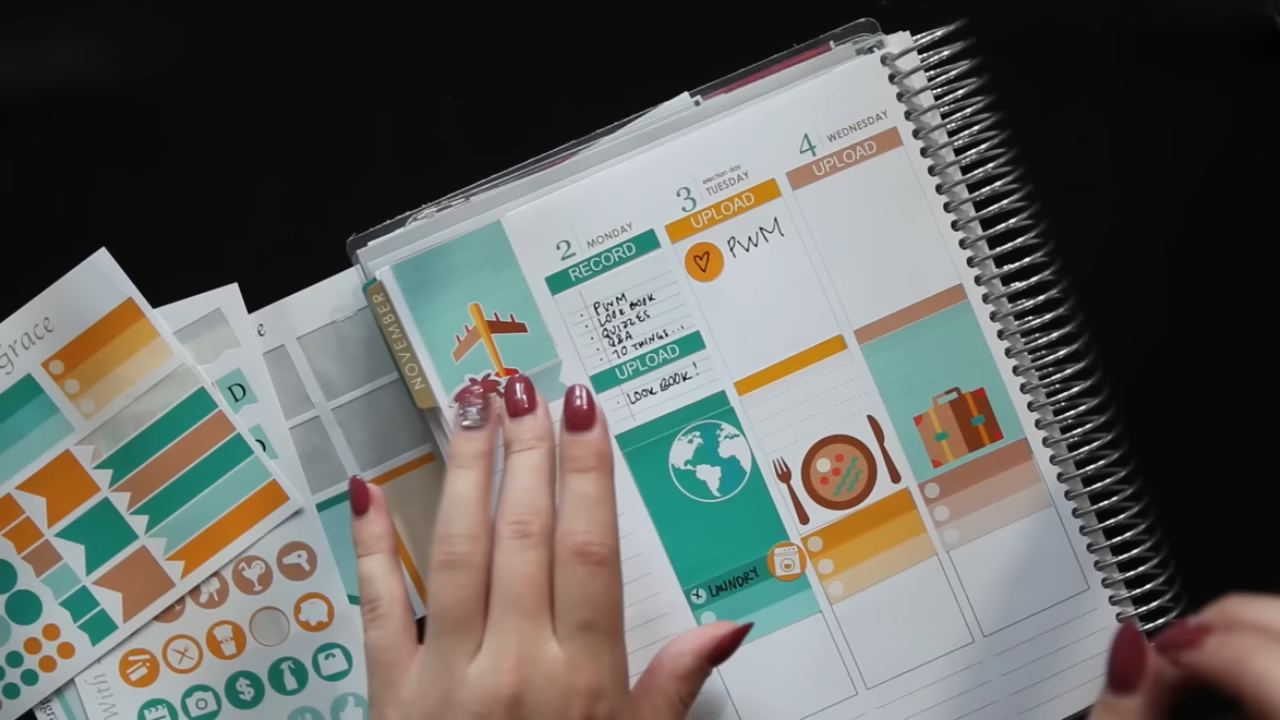 Grace
e
D
With
NOVEMBER
2 MONDAY
RECORD
· PWM
· LOOK BOOK
· QUIZZES
· Q&A
· 10 THINGS...
UPLOAD
· LOOK BOOK!
LAUNDRY
election day
3 TUESDAY
UPLOAD
PWM
4 WEDNESDAY
UPLOAD
$